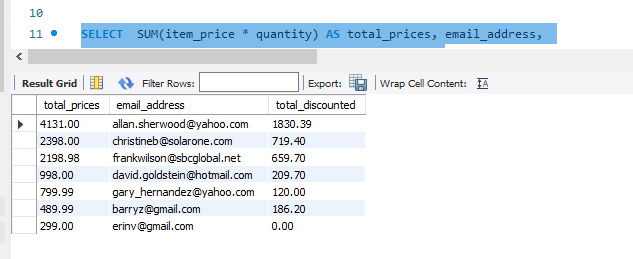 10
11 SELECT SUM(item_price * quantity) AS total_prices, email_address,
Result Grid Filter Rows: Export: Wrap Cell Content: IA
total_prices email_address total_discounted
4131.00 allan.sherwood@yahoo.com 1830.39
2398.00 christineb@solarone.com 719.40
2198.98 frankwilson@sbcglobal.net 659.70
998.00 david.goldstein@hotmail.com 209.70
799.99 gary_hernandez@yahoo.com 120.00
489.99 barryz@gmail.com 186.20
299.00 erinv@gmail.com 0.00